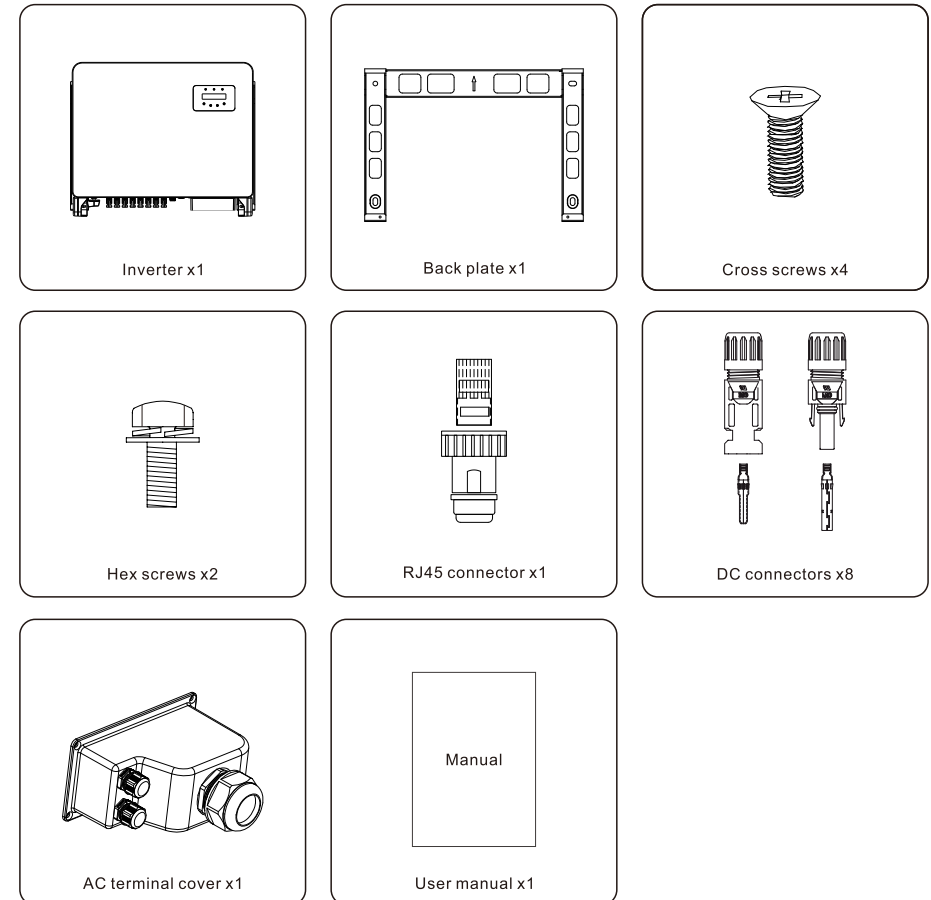 Inverter x1
Back plate x1
Cross screws x4
Hex screws x2
RJ45 connector x1
DC connectors x8
Manual
AC terminal cover x1
User manual x1